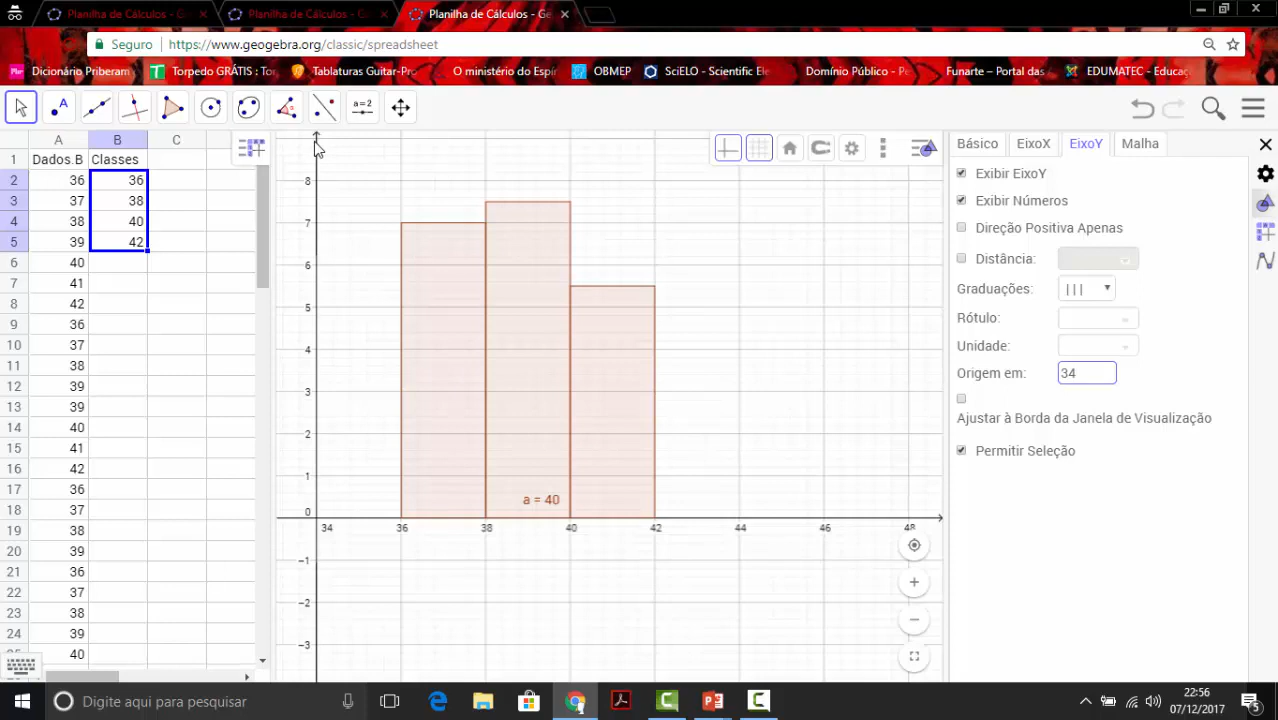 Planilha de Cálculos - Ge
Planilha de Cálculos - Ge
Planilha de Cálculos - Ge
Seguro
https://www.geogebra.org/classic/spreadsheet
Dicionário Priberam
Torpedo GRÁTIS : Tor
Tablaturas Guitar-Pro
O ministério do Espír
OBMEP
SciELO - Scientific Ele
Domínio Público - Pe
Funarte – Portal das
EDUMATEC - Educaç
a=2
A B C
1 Dados.B Classes
2 36 36
3 37 38
4 38 40
5 39 42
6 40
7 41
8 42
9 36
10 37
11 38
12 39
13 39
14 40
15 41
16 42
17 36
18 37
19 38
20 39
21 36
22 37
23 38
24 39
40
8
7
6
5
4
3
2
1
0
−1
−2
−3
34 36 38 40 42 44 46 48
a = 40
Básico EixoX EixoY Malha
Exibir EixoY
Exibir Números
Direção Positiva Apenas
Distância:
Graduações: | | |
Rótulo:
Unidade:
Origem em: 34
Ajustar à Borda da Janela de Visualização
Permitir Seleção
Digite aqui para pesquisar
22:56
07/12/2017
5